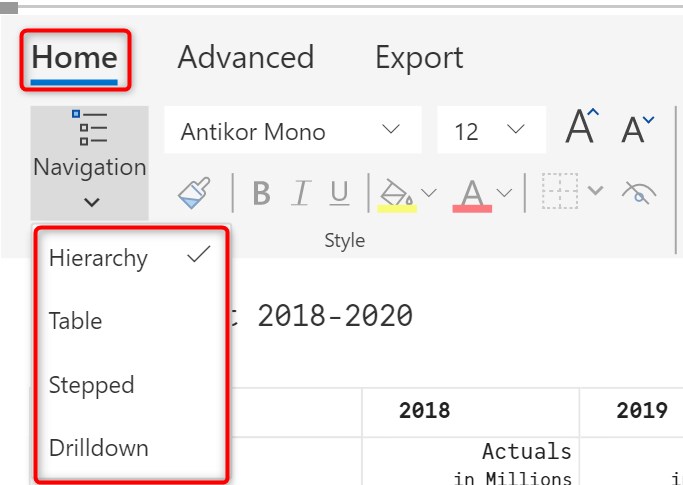 Home Advanced Export
Antikor Mono 12 A A
Navigation
B I U A
Style
Hierarchy
Table
Stepped
Drilldown
2018-2020
2018 2019
Actuals
in Millions